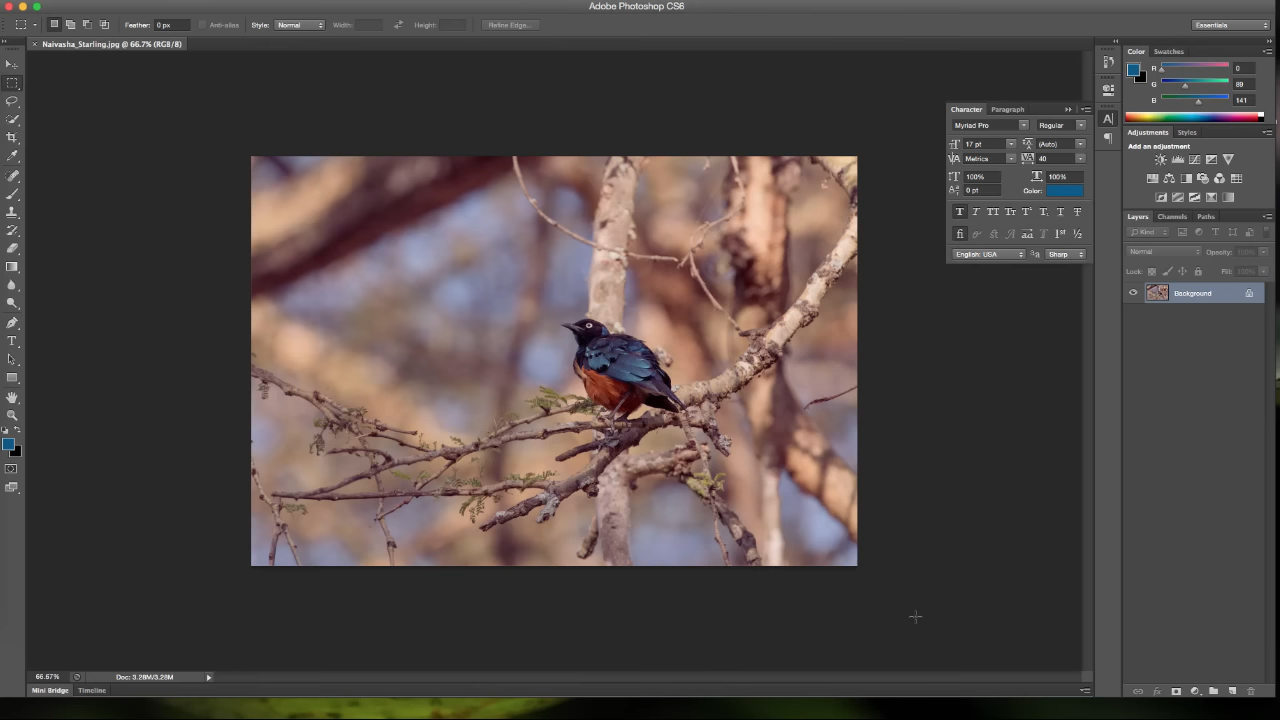 Adobe Photoshop CS6
Feather: 0 px Anti-alias Style: Normal Width: Height: Refine Edge... Essentials
Naivasha_Starling.jpg @ 66.7% (RGB/8)
Color Swatches
R 0
G 89
B 141
Character Paragraph
Myriad Pro Regular
17 pt (Auto)
Metrics 40
100% 100%
0 pt Color:
English: USA Sharp
Adjustments Styles
Add an adjustment
Layers Channels Paths
Kind
Normal Opacity: 100%
Lock: Fill: 100%
Background
66.67% Doc: 3.28M/3.28M
Mini Bridge Timeline